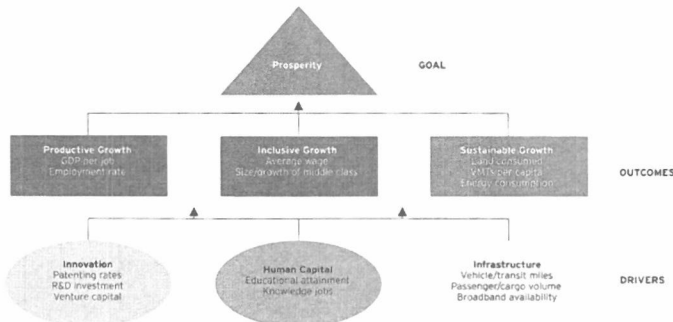 Prosperity
GOAL
Productive Growth
GDP per job
Employment rate
Inclusive Growth
Average wage
Size/growth of middle class
Sustainable Growth
Land consumed
VMTs per capita
Energy consumption
OUTCOMES
Innovation
Patenting rates
R&D investment
Venture capital
Human Capital
Educational attainment
Knowledge jobs
Infrastructure
Vehicle/transit miles
Passenger/cargo volume
Broadband availability
DRIVERS